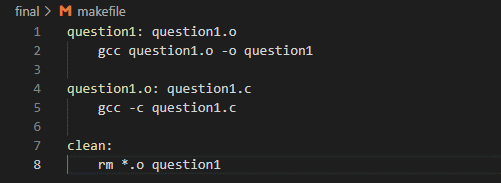 final > M makefile
1 question1: question1.o
2     gcc question1.o -o question1
3
4 question1.o: question1.c
5     gcc -c question1.c
6
7 clean:
8     rm *.o question1